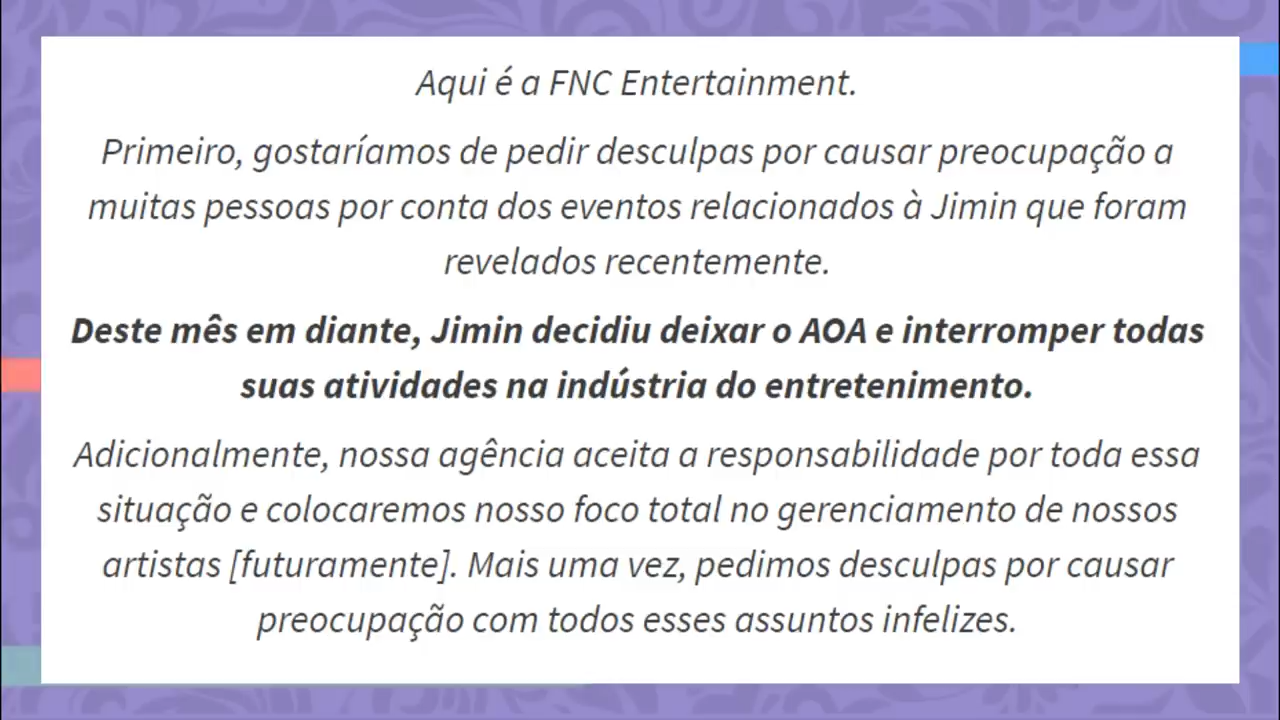 Aqui é a FNC Entertainment.
Primeiro, gostaríamos de pedir desculpas por causar preocupação a
muitas pessoas por conta dos eventos relacionados à Jimin que foram
revelados recentemente.
Deste mês em diante, Jimin decidiu deixar o AOA e interromper todas
suas atividades na indústria do entretenimento.
Adicionalmente, nossa agência aceita a responsabilidade por toda essa
situação e colocaremos nosso foco total no gerenciamento de nossos
artistas [futuramente]. Mais uma vez, pedimos desculpas por causar
preocupação com todos esses assuntos infelizes.